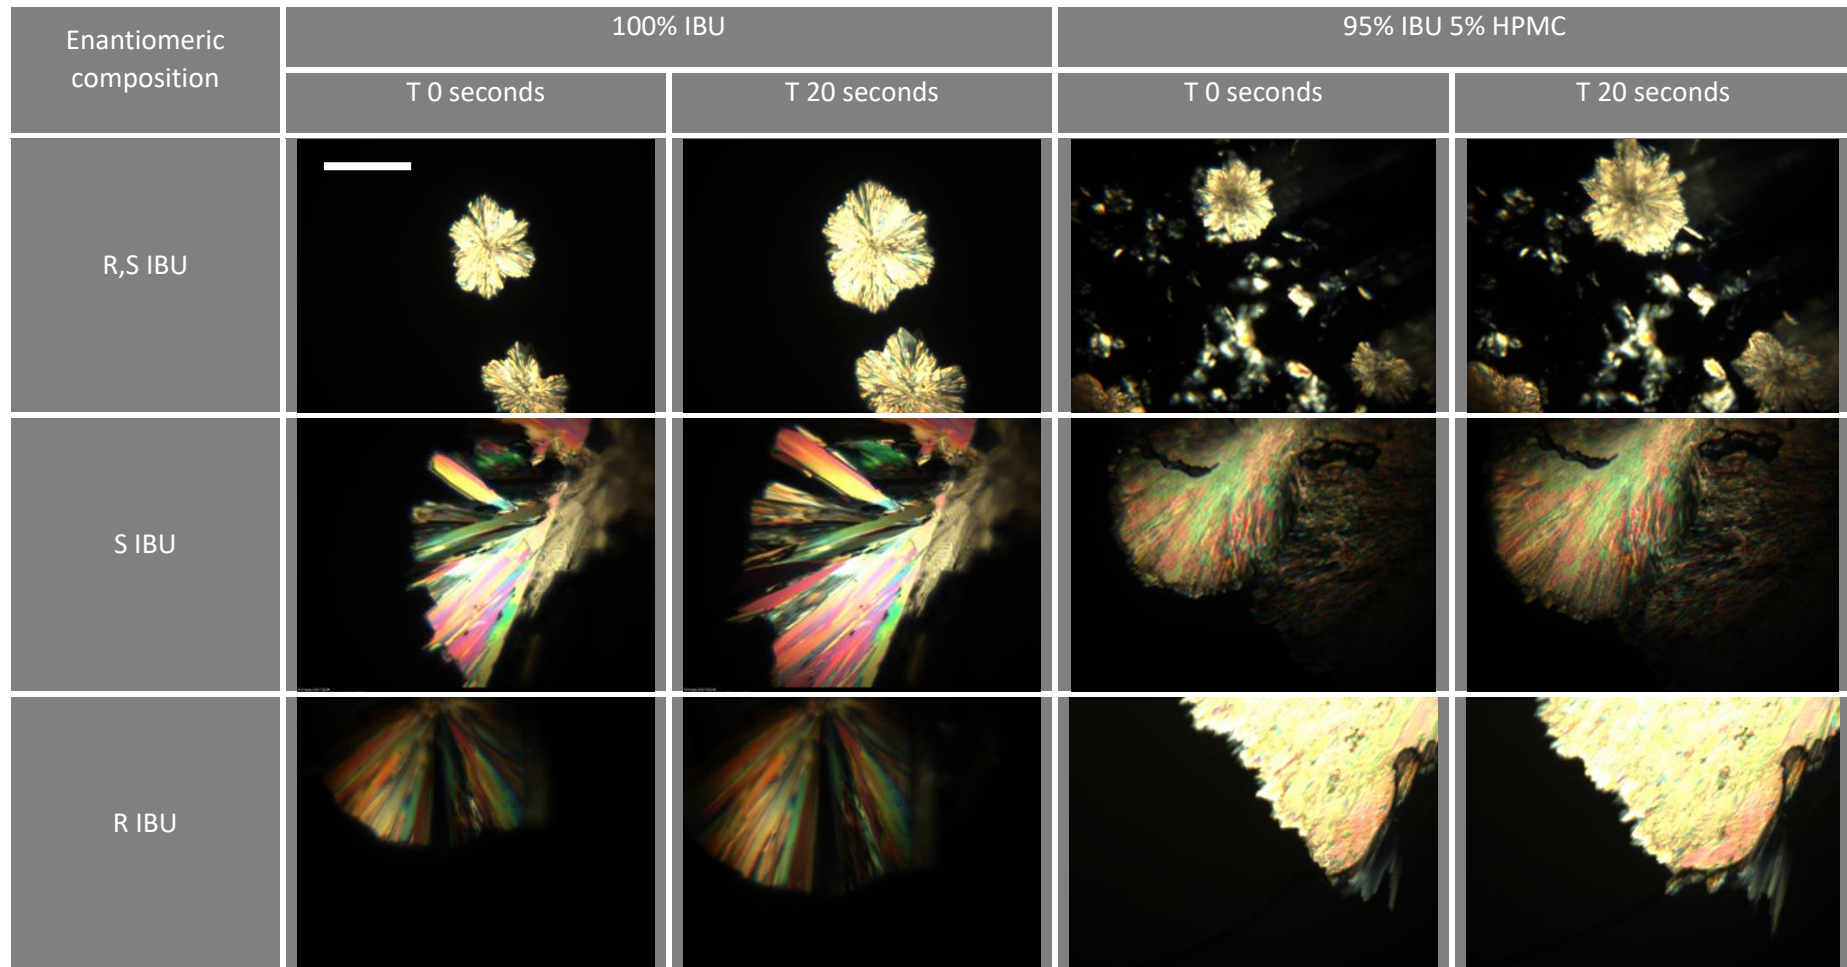 Enantiomeric
composition
100% IBU
95% IBU 5% HPMC
T 0 seconds
T 20 seconds
T 0 seconds
T 20 seconds
R,S IBU
S IBU
R IBU